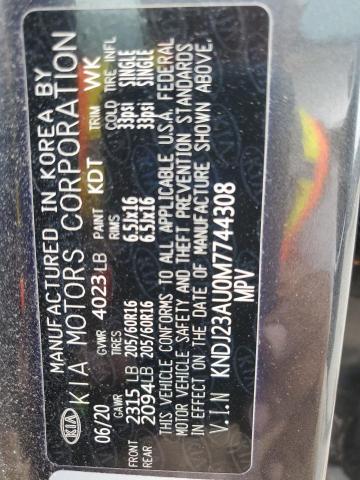 MANUFACTURED IN KOREA BY
KIA KIA MOTORS CORPORATION
06/20 GVWR 4023LB PAINT KDT TRIM WK
GAWR TIRES RIMS COLD TIRE INFL
FRONT 2315LB 205/60R16 6.5Jx16 33psi SINGLE
REAR 2094LB 205/60R16 6.5Jx16 33psi SINGLE
THIS VEHICLE CONFORMS TO ALL APPLICABLE U.S.A. FEDERAL
MOTOR VEHICLE SAFETY AND THEFT PREVENTION STANDARDS
IN EFFECT ON THE DATE OF MANUFACTURE SHOWN ABOVE.
V.I.N KNDJ23AU0M7744308
MPV